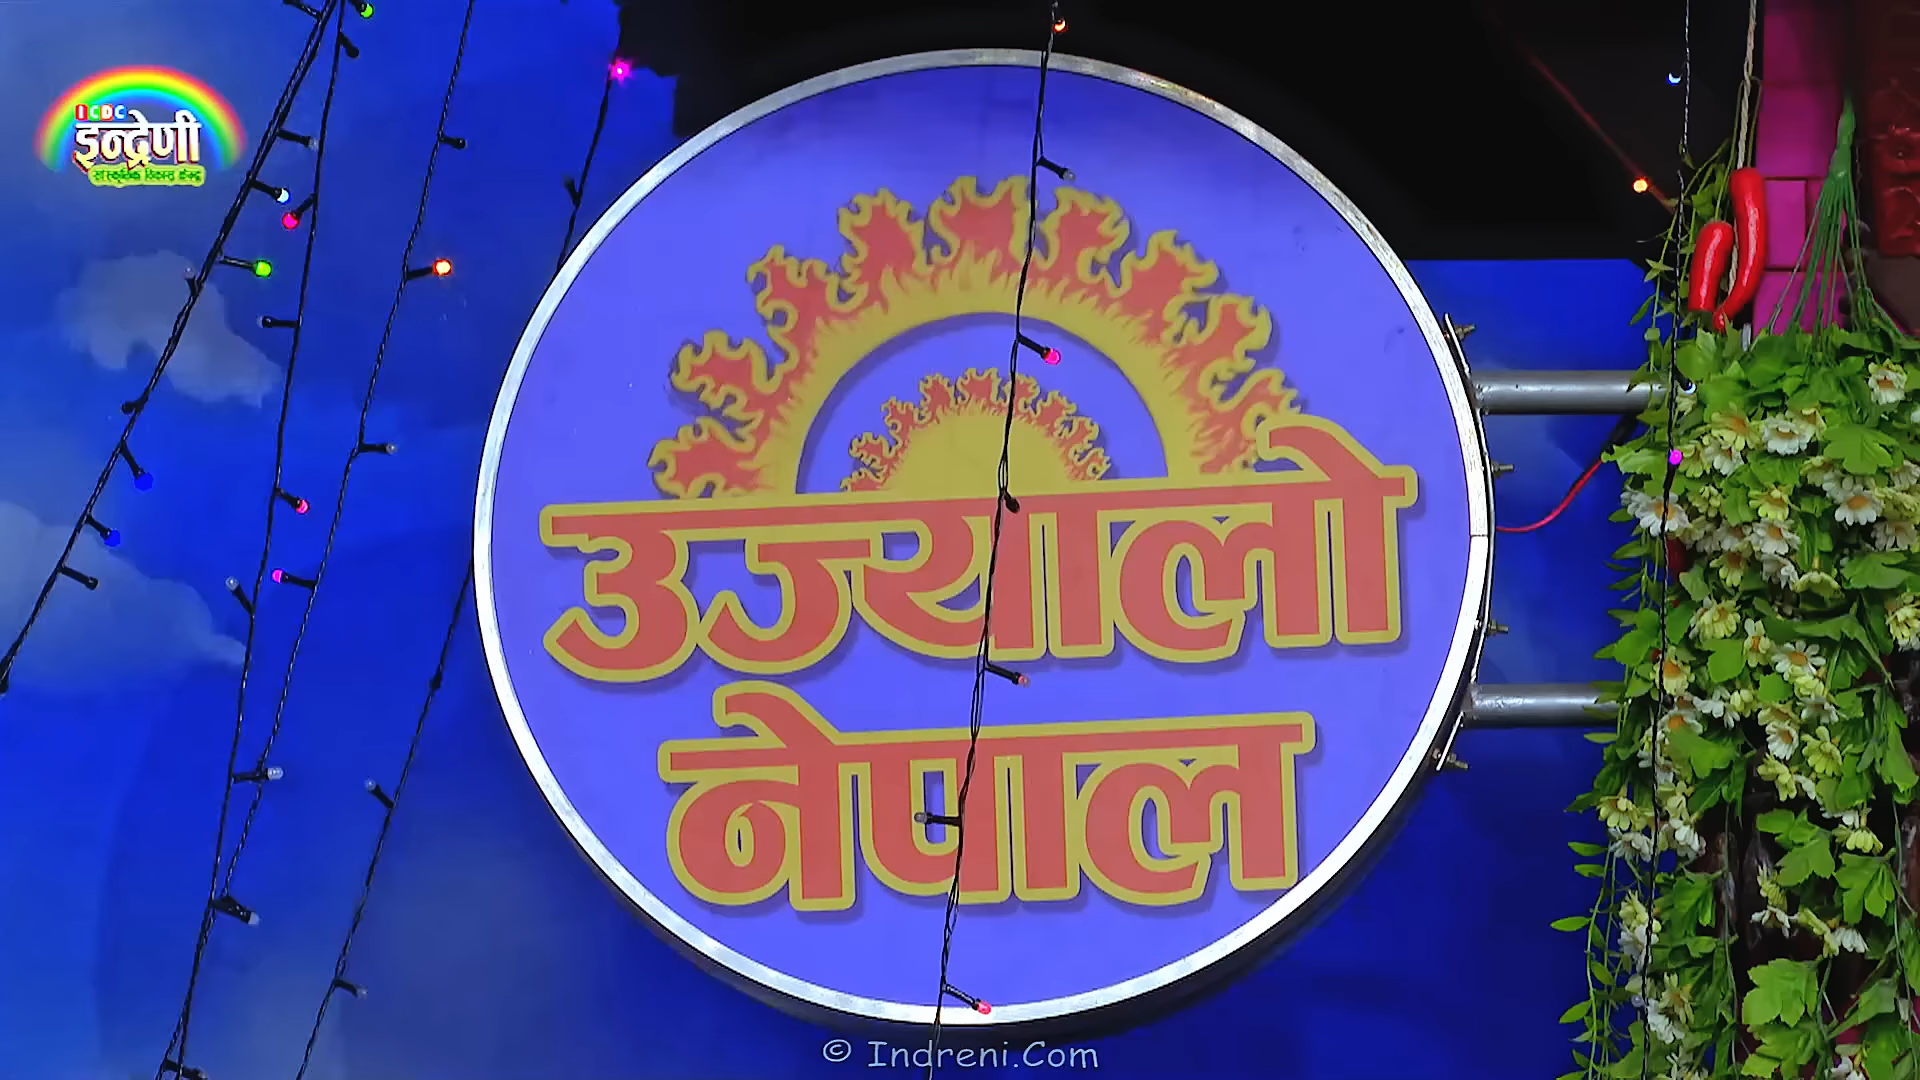 ICDC
इन्द्रेणी
सांस्कृतिक विकास केन्द्र
उज्यालो
नेपाल
© Indreni.Com